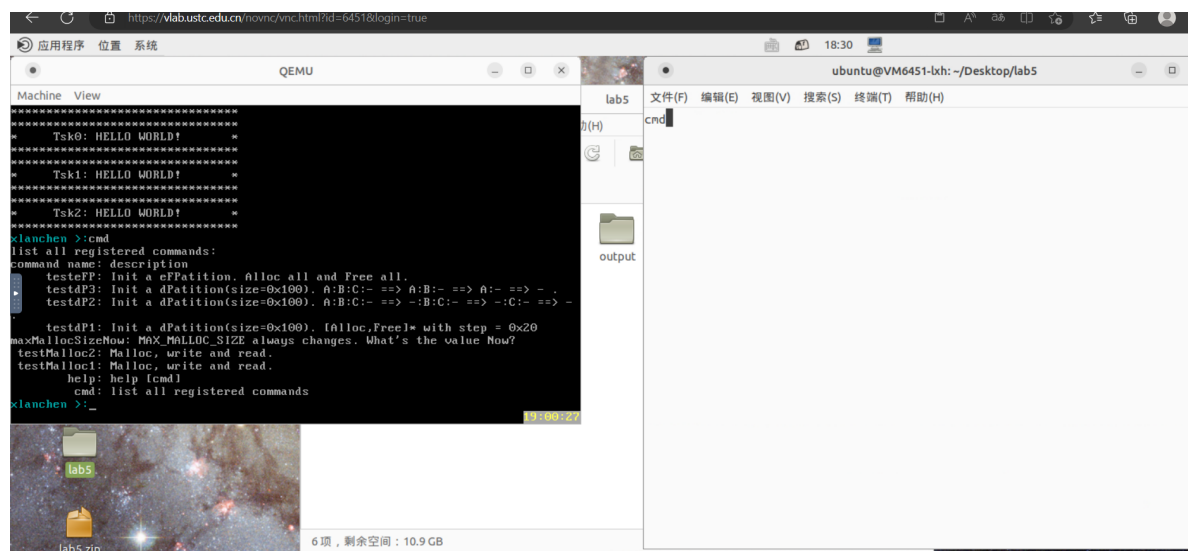 https://vlab.ustc.edu.cn/novnc/vnc.html?id=6451&login=true
应用程序 位置 系统
18:30
QEMU
Machine View
*********************************
*********************************
* Tsk0: HELLO WORLD! *
*********************************
*********************************
* Tsk1: HELLO WORLD! *
*********************************
*********************************
* Tsk2: HELLO WORLD! *
*********************************
xlanchen >:cmd
list all registered commands:
command name: description
testeFP: Init a eFPatition. Alloc all and Free all.
testdP3: Init a dPatition(size=0x100). A:B:C:- ==> A:B:- ==> A:- ==> - .
testdP2: Init a dPatition(size=0x100). A:B:C:- ==> -:B:C:- ==> -:C:- ==> -
.
testdP1: Init a dPatition(size=0x100). [Alloc,Free]* with step = 0x20
maxMallocSizeNow: MAX_MALLOC_SIZE always changes. What's the value Now?
testMalloc2: Malloc, write and read.
testMalloc1: Malloc, write and read.
help: help [cmd]
cmd: list all registered commands
xlanchen >:_
19:00:27
lab5
助(H)
output
lab5
lab5.zip
6 项，剩余空间：10.9 GB
ubuntu@VM6451-lxh: ~/Desktop/lab5
文件(F) 编辑(E) 视图(V) 搜索(S) 终端(T) 帮助(H)
cmd